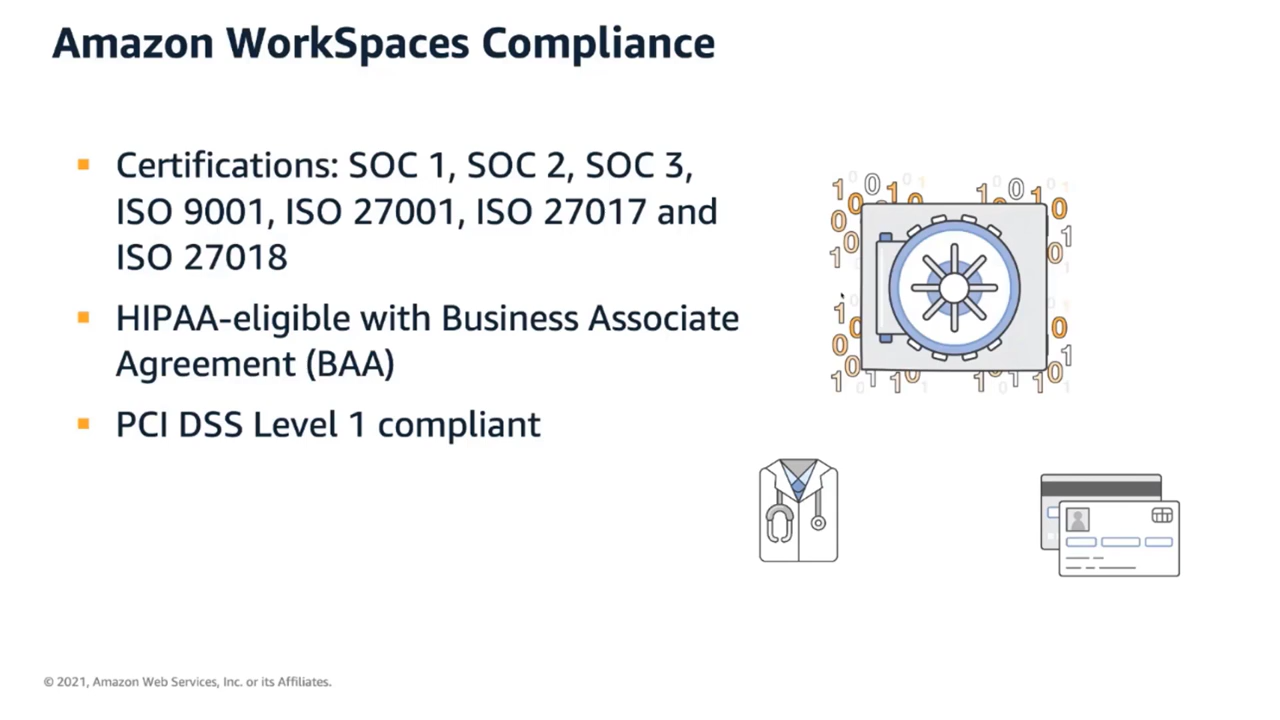 Amazon WorkSpaces Compliance
Certifications: SOC 1, SOC 2, SOC 3,
ISO 9001, ISO 27001, ISO 27017 and
ISO 27018
HIPAA-eligible with Business Associate
Agreement (BAA)
PCI DSS Level 1 compliant
© 2021, Amazon Web Services, Inc. or its Affiliates.